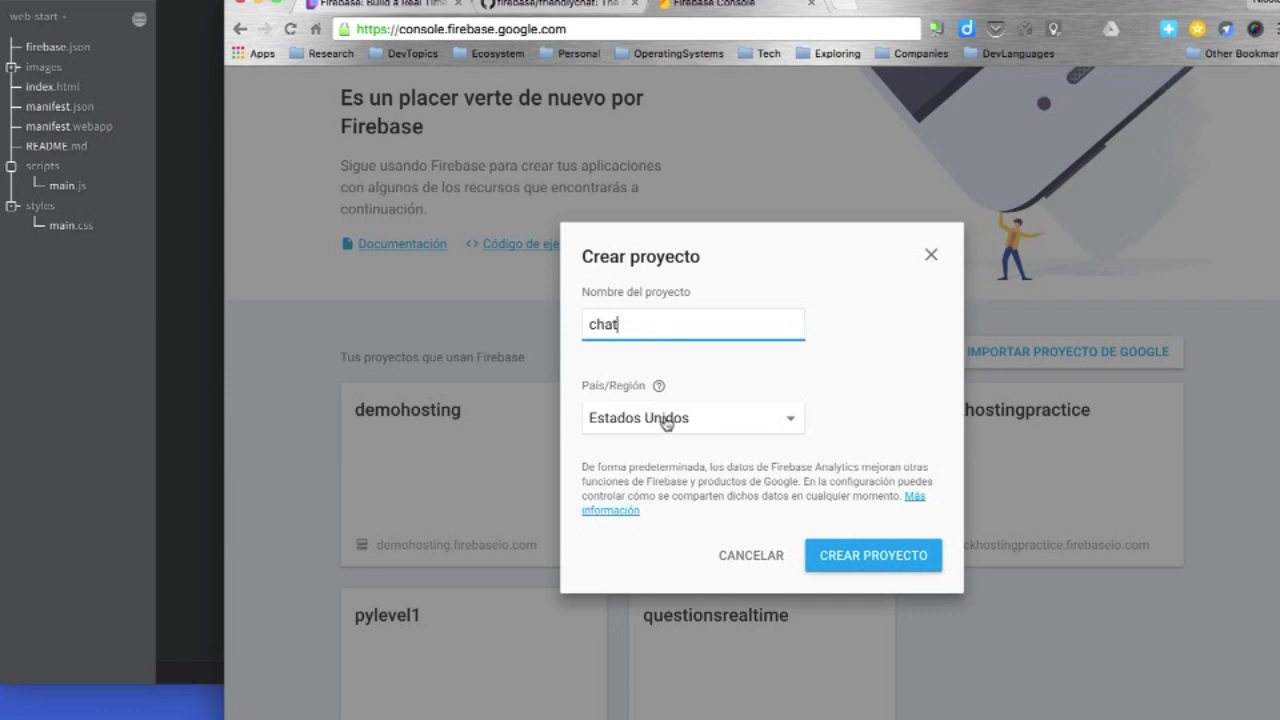 web-start
firebase.json
images
index.html
manifest.json
manifest.webapp
README.md
scripts
main.js
styles
main.css
Firebase: Build a Real Time
firebase/friendlychat: The
Firebase Console
https://console.firebase.google.com
Apps
Research
DevTopics
Ecosystem
Personal
OperatingSystems
Tech
Exploring
Companies
DevLanguages
Other Bookmar
Es un placer verte de nuevo por
Firebase
Sigue usando Firebase para crear tus aplicaciones
con algunos de los recursos que encontrarás a
continuación.
Documentación
<> Código de eje
Crear proyecto
Nombre del proyecto
chat
País/Región
Estados Unidos
De forma predeterminada, los datos de Firebase Analytics mejoran otras
funciones de Firebase y productos de Google. En la configuración puedes
controlar cómo se comparten dichos datos en cualquier momento. Más
información
CANCELAR
CREAR PROYECTO
Tus proyectos que usan Firebase
IMPORTAR PROYECTO DE GOOGLE
demohosting
demohosting.firebaseio.com
hostingpractice
ckhostingpractice.firebaseio.com
pylevel1
questionsrealtime